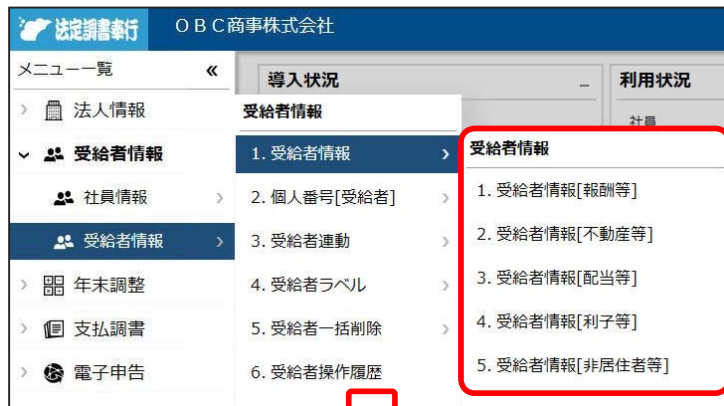 法定調書奉行
ＯＢＣ商事株式会社
メニュー一覧
«
導入状況
–
利用状況
社員
法人情報
受給者情報
社員情報
受給者情報
年末調整
支払調書
電子申告
受給者情報
1. 受給者情報
2. 個人番号[受給者]
3. 受給者連動
4. 受給者ラベル
5. 受給者一括削除
6. 受給者操作履歴
受給者情報
1. 受給者情報[報酬等]
2. 受給者情報[不動産等]
3. 受給者情報[配当等]
4. 受給者情報[利子等]
5. 受給者情報[非居住者等]